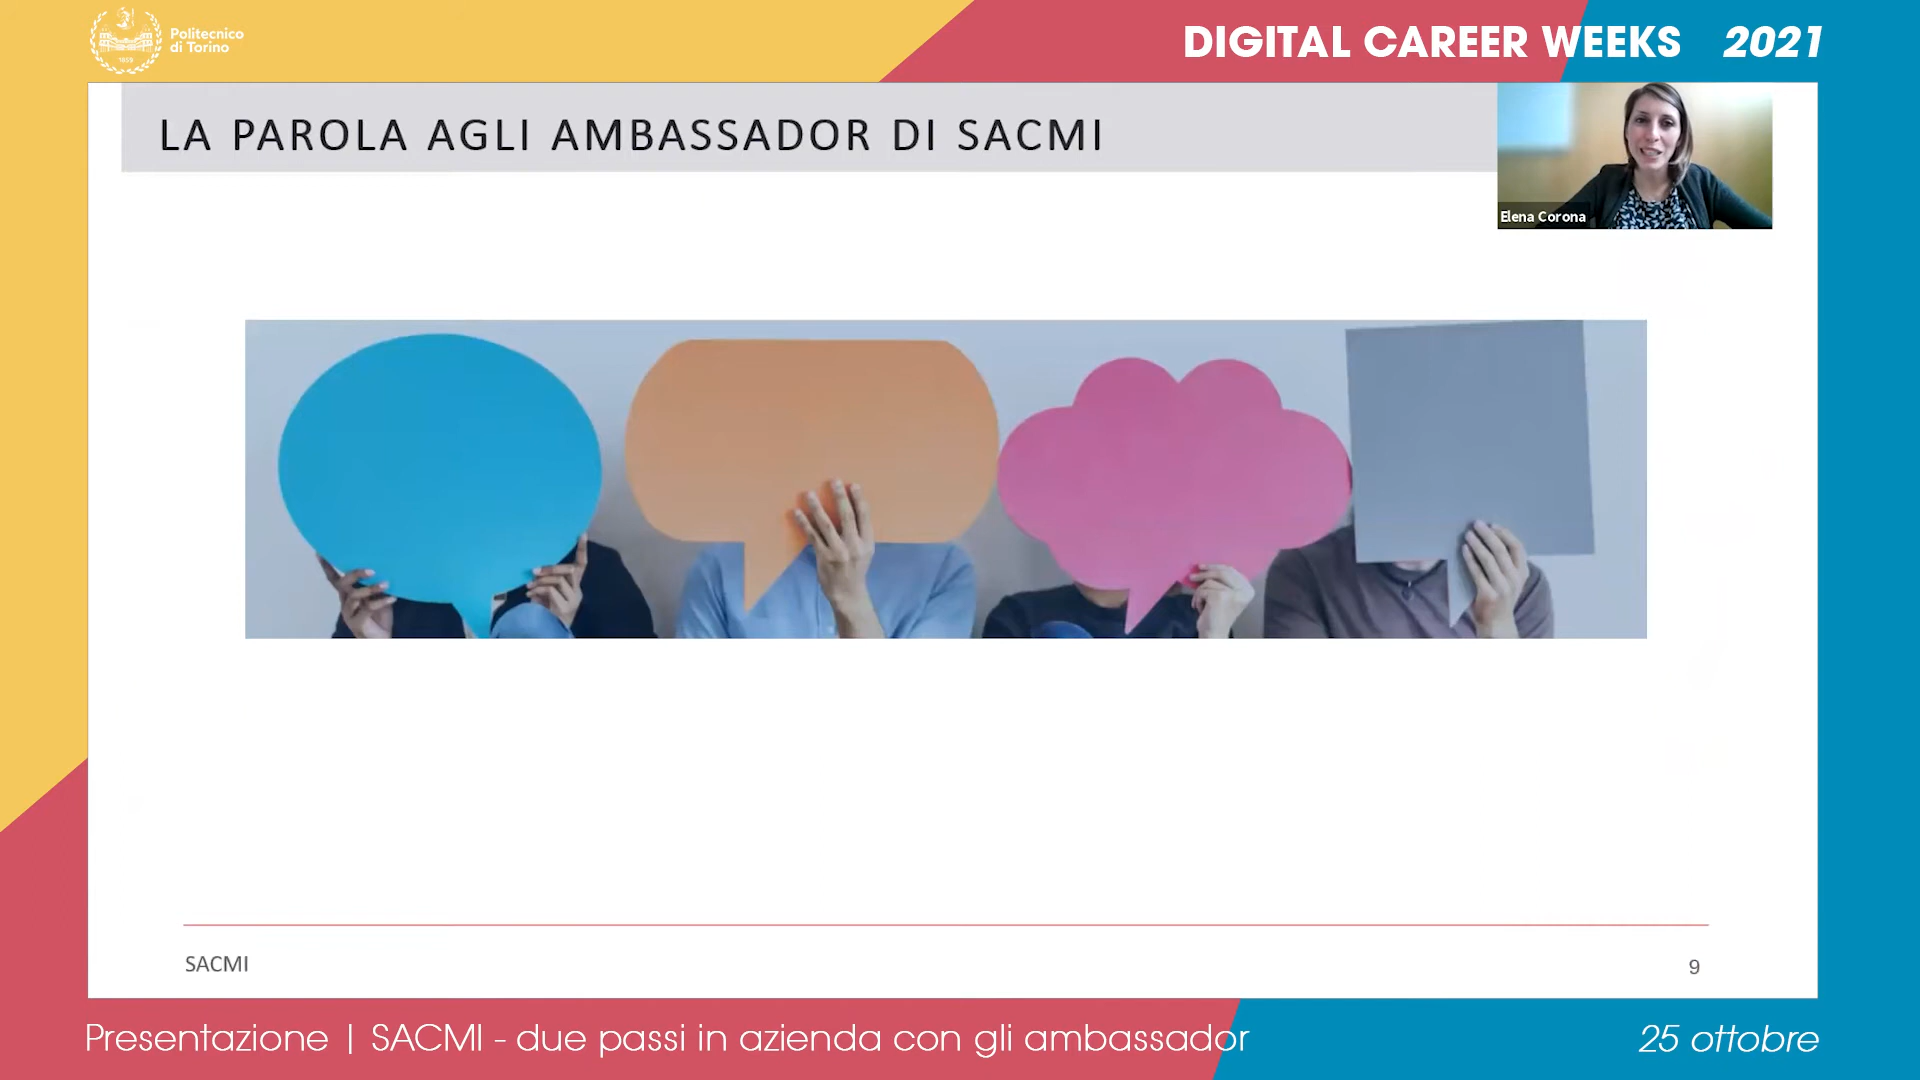 Politecnico
di Torino
1859
DIGITAL CAREER WEEKS 2021
LA PAROLA AGLI AMBASSADOR DI SACMI
Elena Corona
SACMI
9
Presentazione | SACMI - due passi in azienda con gli ambassador
25 ottobre